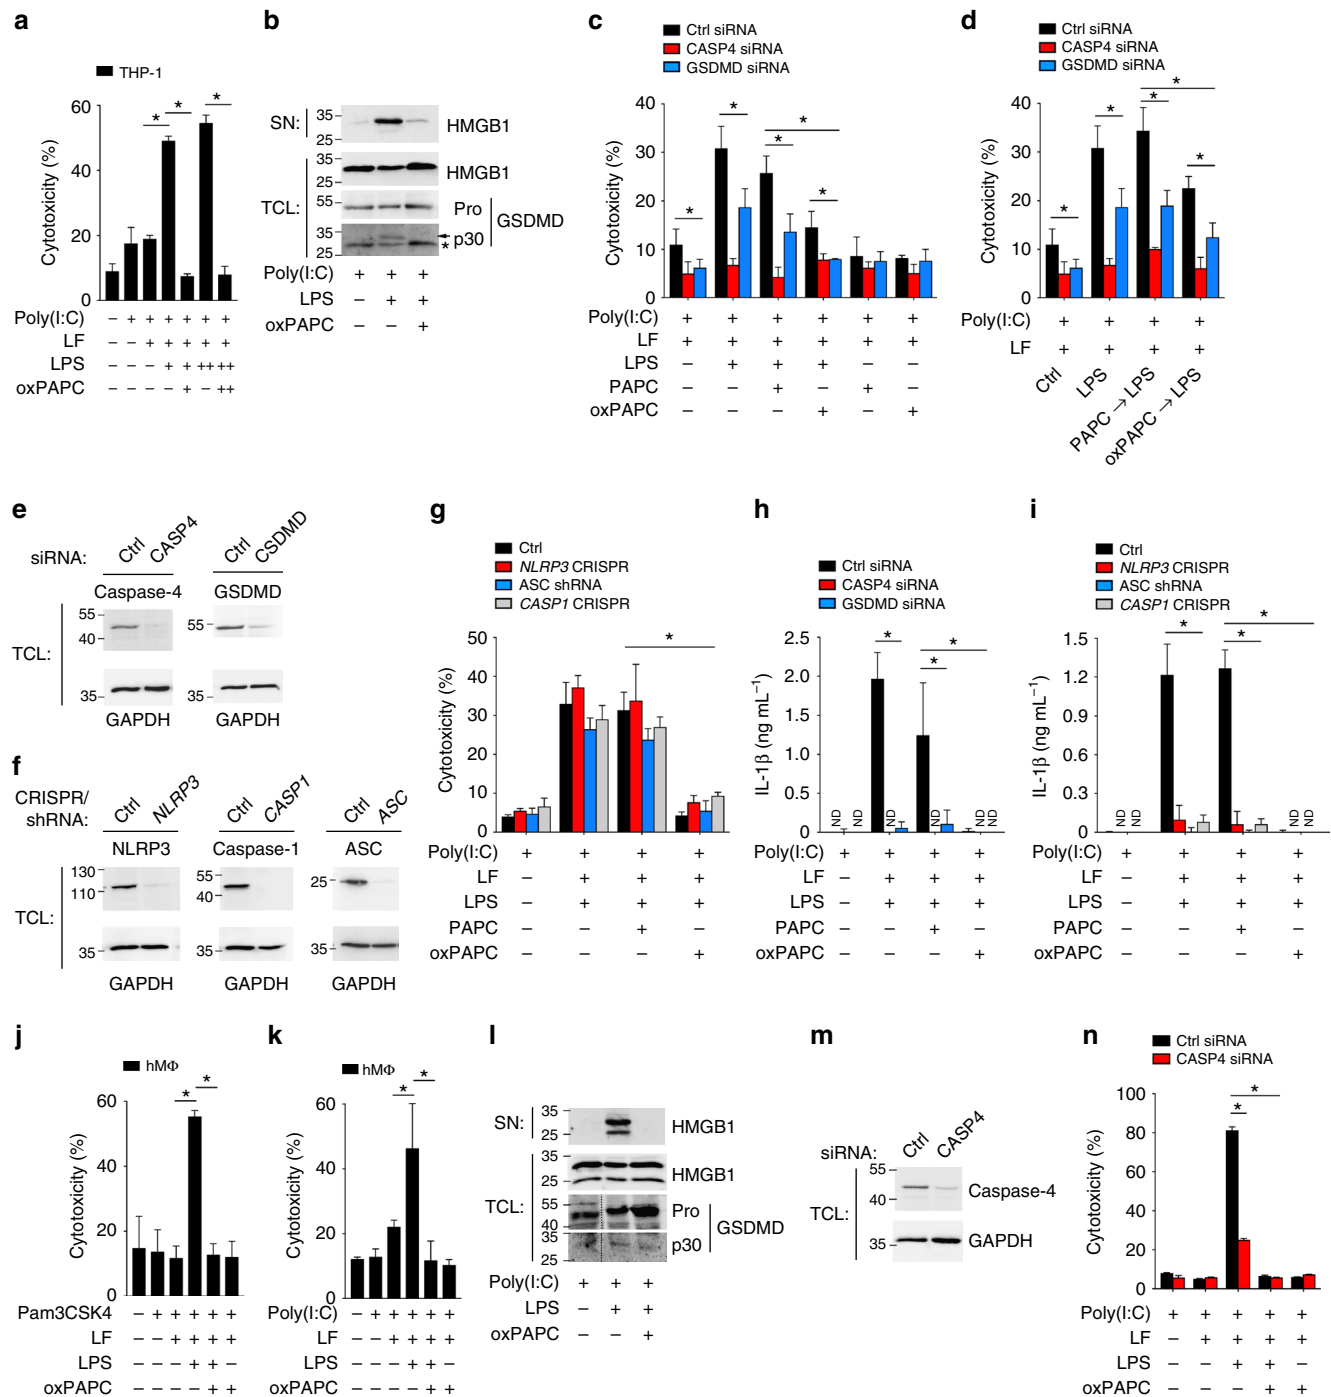 a
THP-1
Cytotoxicity (%)
60
40
20
0
* * *
Poly(I:C) – + + + + + +
LF – – + + + + +
LPS – – – + + ++ ++
oxPAPC – – – – + – ++
b
SN:
35
25
HMGB1
35
25
HMGB1
TCL:
55
Pro
GSDMD
35
25
p30
*
Poly(I:C) + + +
LPS – + +
oxPAPC – – +
c
Ctrl siRNA
CASP4 siRNA
GSDMD siRNA
Cytotoxicity (%)
40
30
20
10
0
* * * * *
Poly(I:C) + + + + + +
LF + + + + + +
LPS – + + + – –
PAPC – – + – + –
oxPAPC – – – + – +
d
Ctrl siRNA
CASP4 siRNA
GSDMD siRNA
Cytotoxicity (%)
40
30
20
10
0
* * * * *
Poly(I:C) + + + +
LF + + + +
Ctrl
LPS
PAPC → LPS
oxPAPC → LPS
e
siRNA:
Ctrl CASP4
Ctrl CSDMD
Caspase-4
GSDMD
TCL:
55
40
55
35
35
GAPDH
GAPDH
f
CRISPR/
shRNA:
Ctrl NLRP3
Ctrl CASP1
Ctrl ASC
NLRP3
Caspase-1
ASC
TCL:
130
100
55
40
25
35
35
35
GAPDH
GAPDH
GAPDH
g
Ctrl
NLRP3 CRISPR
ASC shRNA
CASP1 CRISPR
Cytotoxicity (%)
50
40
30
20
10
0
*
Poly(I:C) + + + +
LF – + + +
LPS – + + +
PAPC – – + –
oxPAPC – – – +
h
Ctrl siRNA
CASP4 siRNA
GSDMD siRNA
IL-1β (ng mL−1)
2.5
2.0
1.5
1.0
0.5
0
* * *
ND ND ND ND ND ND
+ + + +
– + + +
– + + +
– – + –
– – – +
Poly(I:C)
LF
LPS
PAPC
oxPAPC
i
Ctrl
NLRP3 CRISPR
ASC shRNA
CASP1 CRISPR
IL-1β (ng mL−1)
1.5
1.2
0.9
0.6
0.3
0
* * *
ND ND ND ND
Poly(I:C) + + + +
LF – + + +
LPS – + + +
PAPC – – + –
oxPAPC – – – +
j
hMΦ
Cytotoxicity (%)
60
40
20
0
* *
Pam3CSK4 – + + + + +
LF – – + + + +
LPS – – – + + –
oxPAPC – – – – + +
k
hMΦ
Cytotoxicity (%)
60
40
20
0
* *
Poly(I:C) – + + + + +
LF – – + + + +
LPS – – – + + –
oxPAPC – – – – + +
l
SN:
35
25
HMGB1
35
25
HMGB1
TCL:
55
40
Pro
GSDMD
35
25
p30
Poly(I:C) + + +
LPS – + +
oxPAPC – – +
m
siRNA:
Ctrl CASP4
TCL:
55
40
Caspase-4
35
GAPDH
n
Ctrl siRNA
CASP4 siRNA
Cytotoxicity (%)
100
80
60
40
20
0
* *
Poly(I:C) + + + + +
LF – + + + +
LPS – – + + –
oxPAPC – – – + +